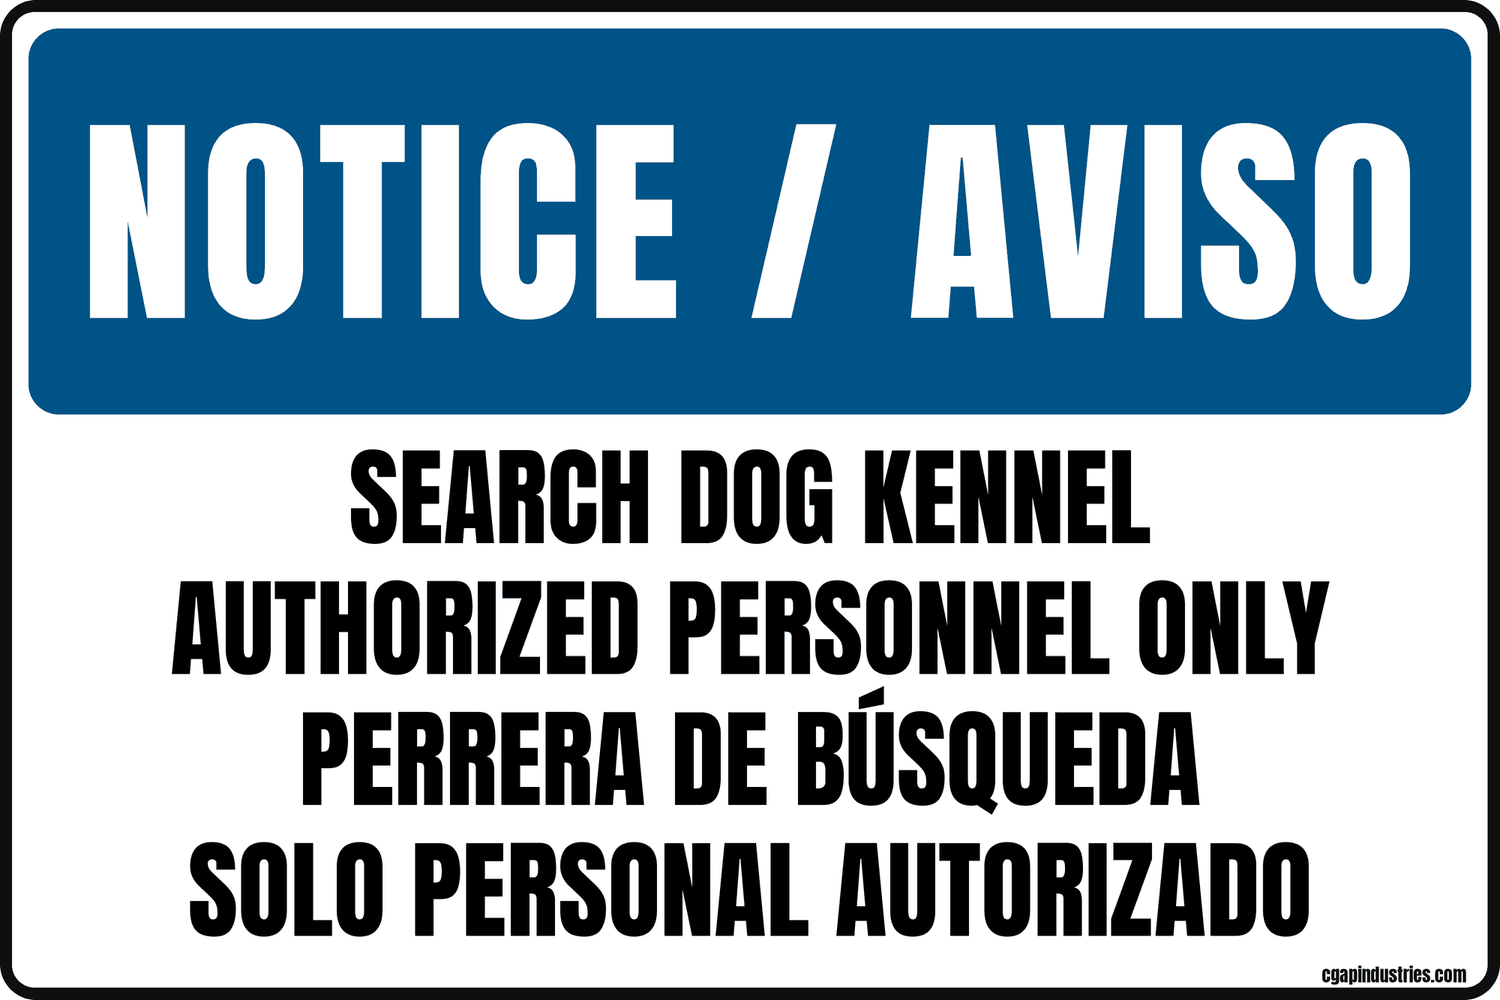 NOTICE / AVISO
SEARCH DOG KENNEL
AUTHORIZED PERSONNEL ONLY
PERRERA DE BÚSQUEDA
SOLO PERSONAL AUTORIZADO
cgapindustries.com